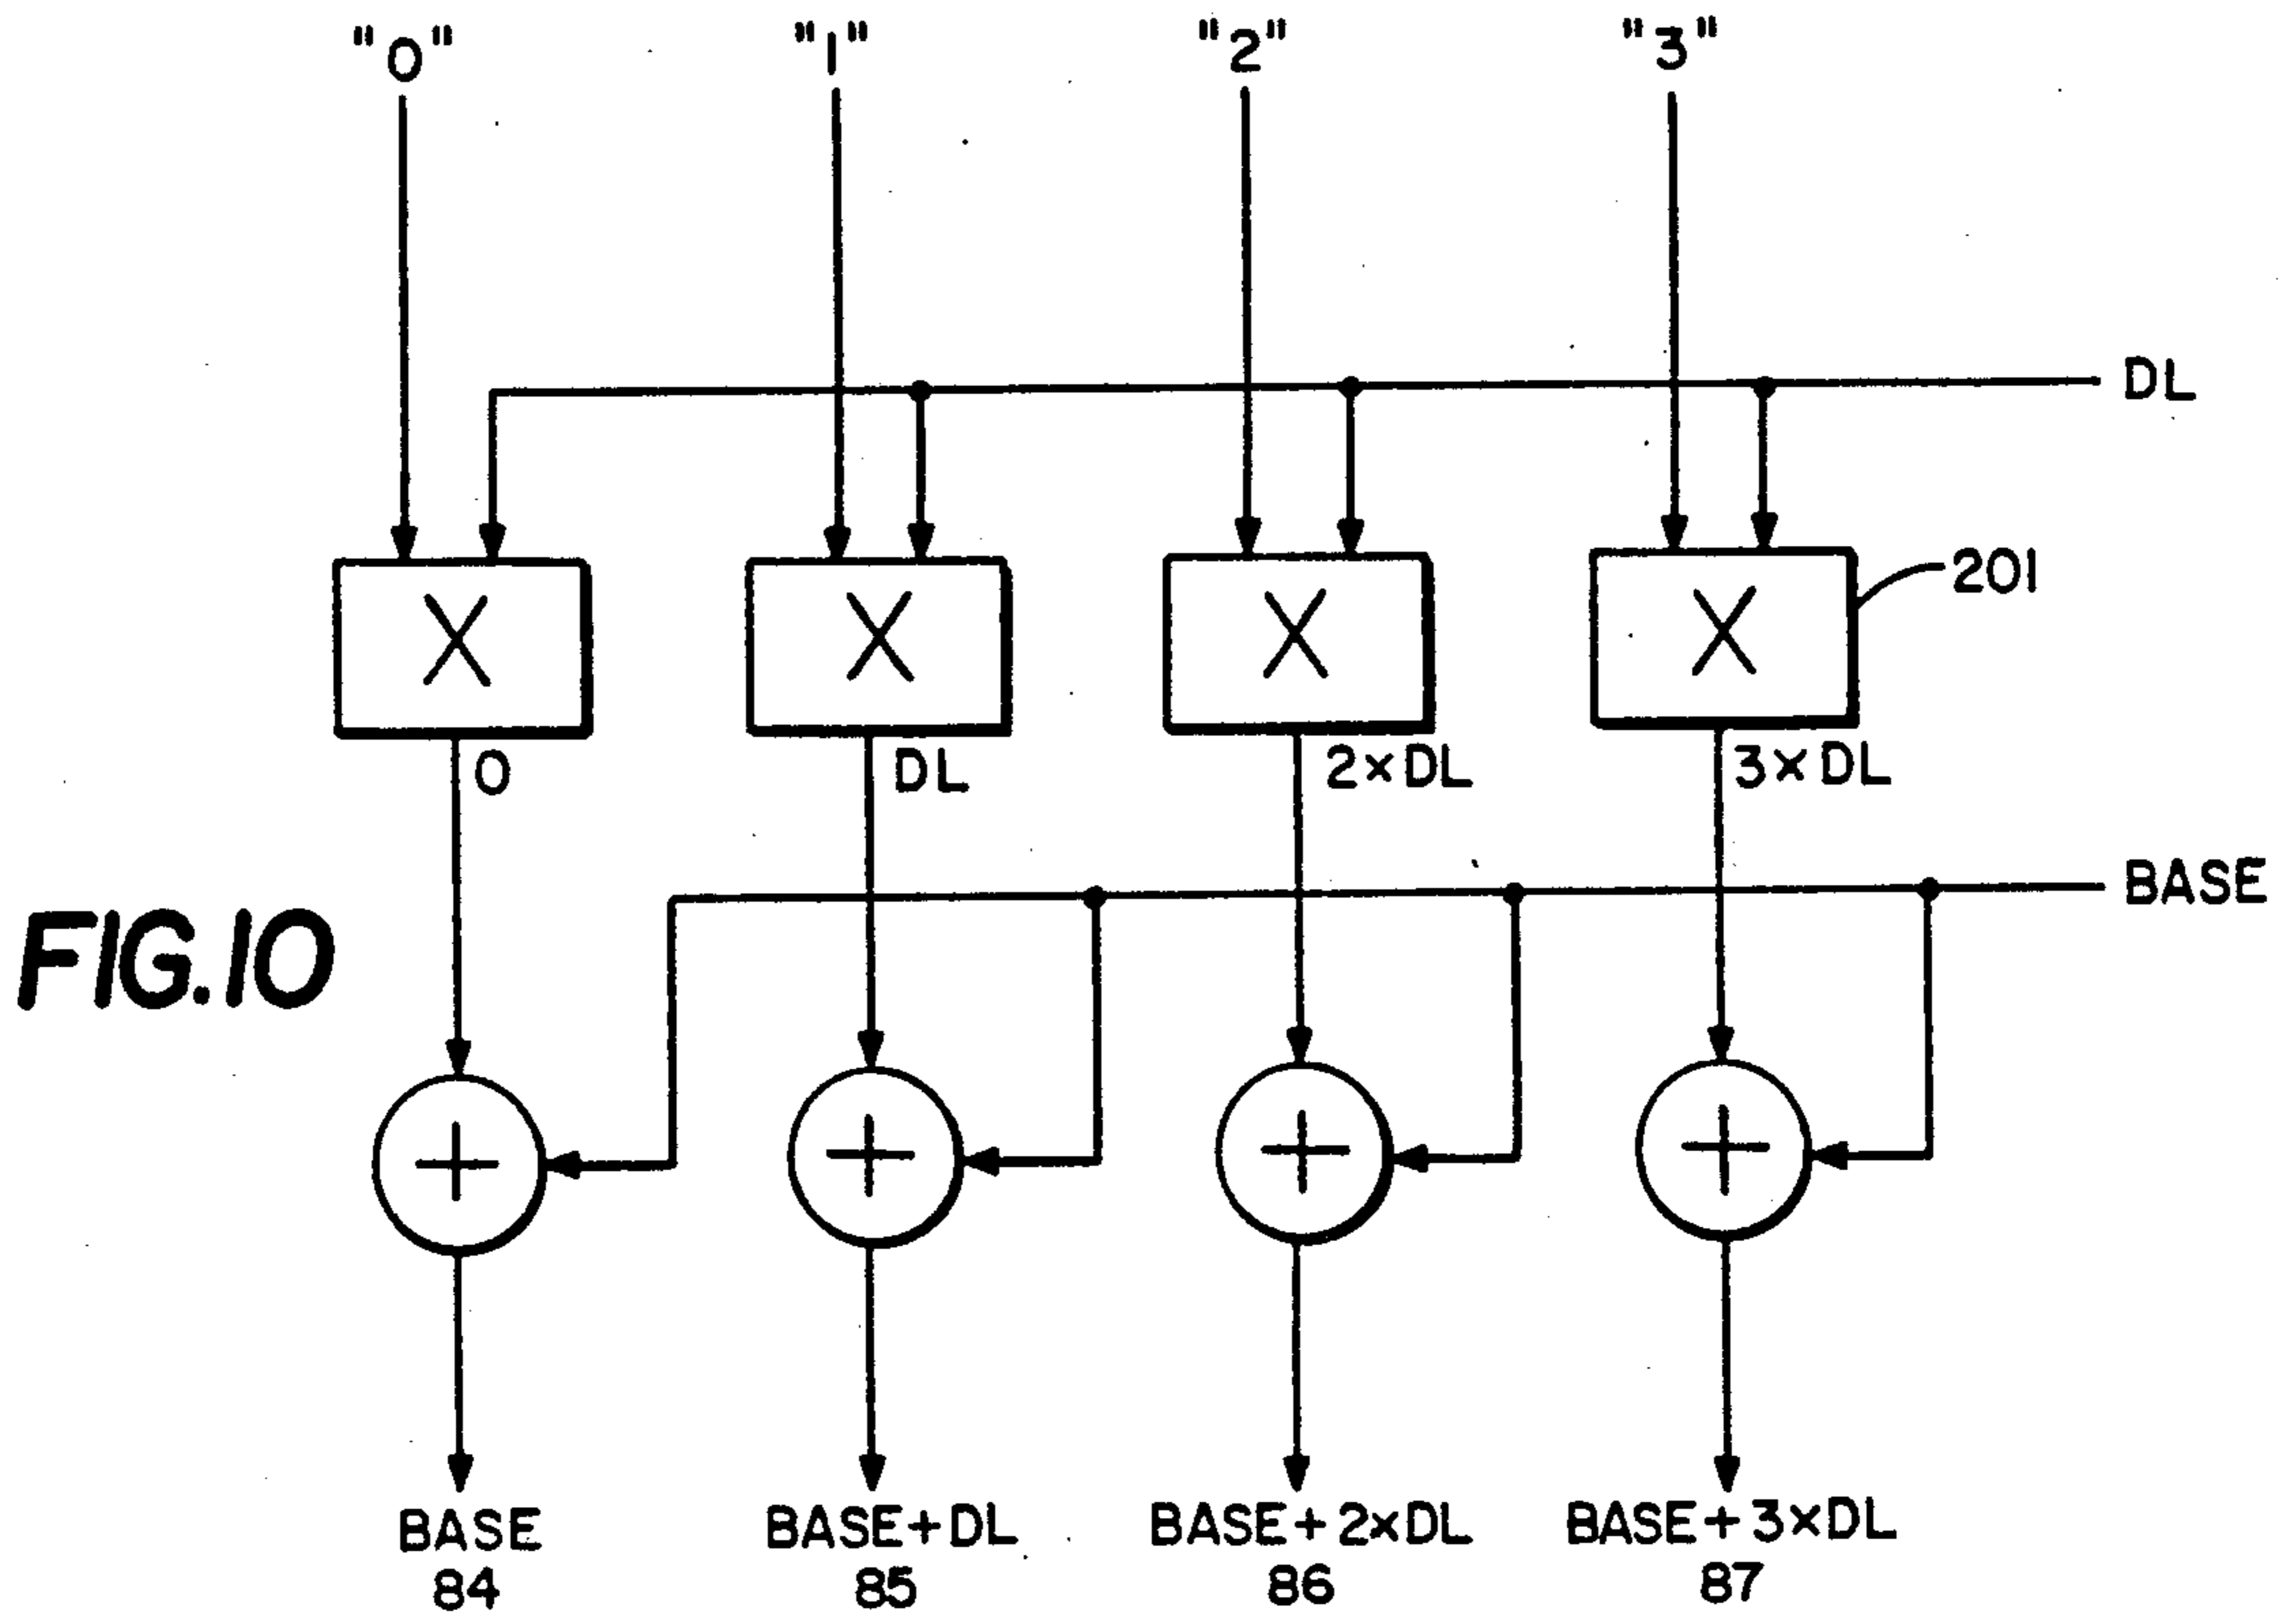 "0" "1" "2" "3"
DL
X X X X 201
0 DL 2×DL 3×DL
BASE
FIG. 10
+ + + +
BASE BASE+DL BASE+2×DL BASE+3×DL
84 85 86 87